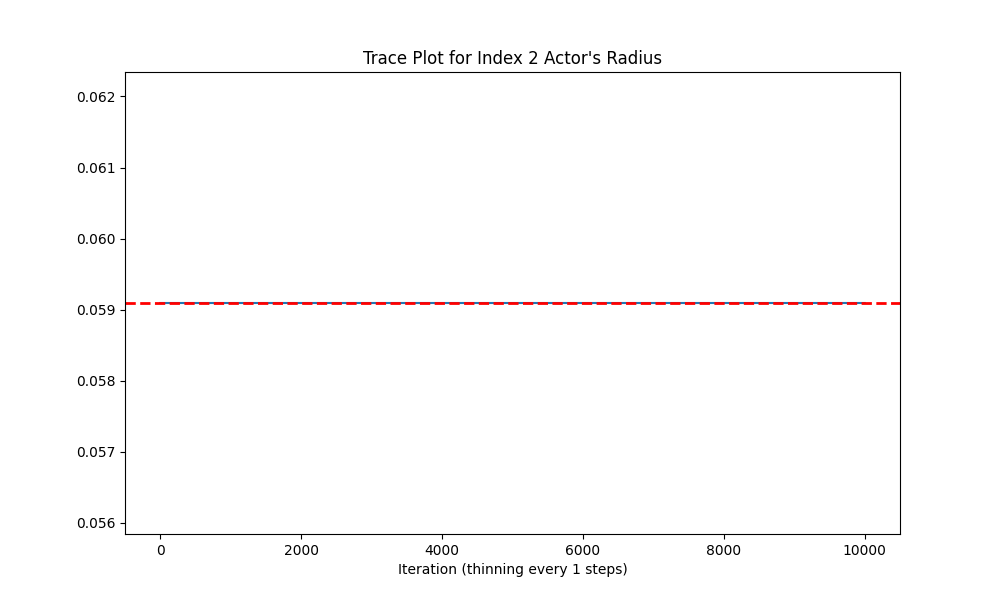 Trace Plot for Index 2 Actor's Radius
0.062
0.061
0.060
0.059
0.058
0.057
0.056
0 2000 4000 6000 8000 10000
Iteration (thinning every 1 steps)